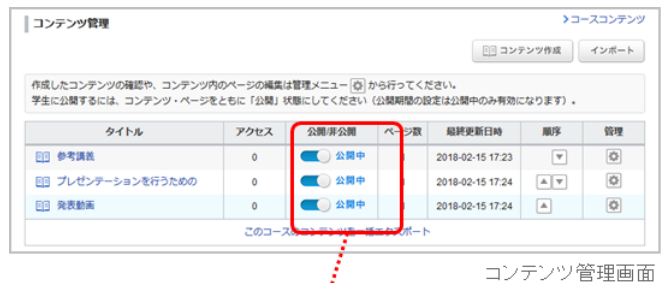 コンテンツ管理
>コースコンテンツ
コンテンツ作成 インポート
作成したコンテンツの確認や、コンテンツ内のページの編集は管理メニュー から行ってください。
学生に公開するには、コンテンツ・ページをともに「公開」状態にしてください（公開期間の設定は公開中のみ有効になります）。
タイトル アクセス 公開/非公開 ページ数 最終更新日時 順序 管理
参考講義 0 公開中 2018-02-15 17:23
プレゼンテーションを行うための 0 公開中 2018-02-15 17:24
発表動画 0 公開中 2018-02-15 17:24
このコースのコンテンツを一括エクスポート
コンテンツ管理画面